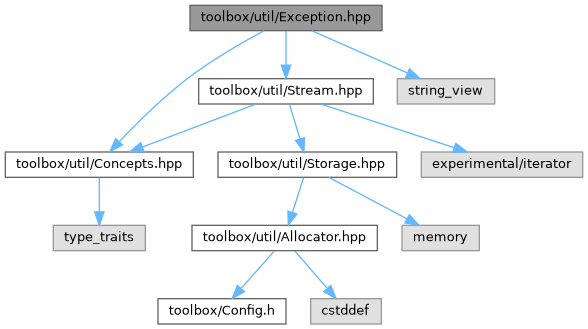 toolbox/util/Exception.hpp
toolbox/util/Stream.hpp
string_view
toolbox/util/Concepts.hpp
toolbox/util/Storage.hpp
experimental/iterator
type_traits
toolbox/util/Allocator.hpp
memory
toolbox/Config.h
cstddef